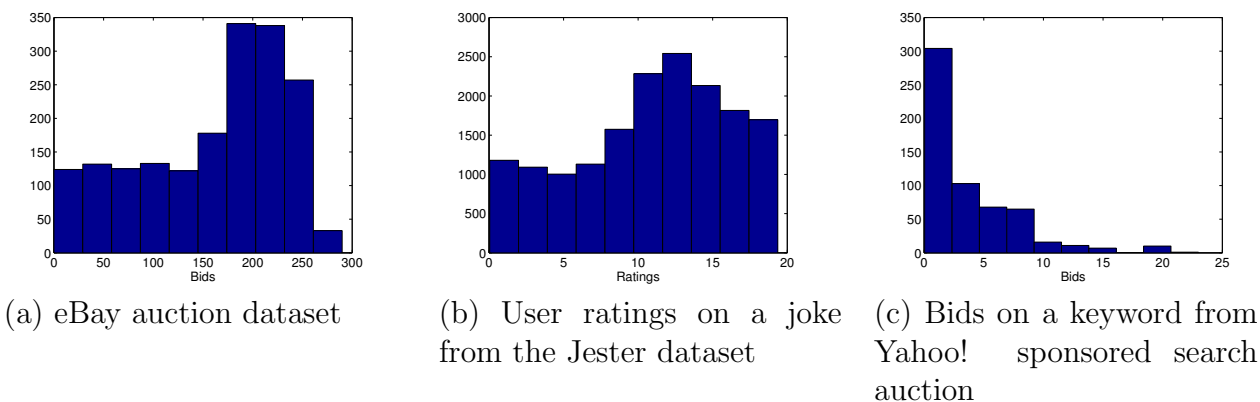 350
300
250
200
150
100
50
0
0 50 100 150 200 250 300
Bids
(a) eBay auction dataset
3000
2500
2000
1500
1000
500
0
0 5 10 15 20
Ratings
(b) User ratings on a joke
from the Jester dataset
350
300
250
200
150
100
50
0
0 5 10 15 20 25
Bids
(c) Bids on a keyword from
Yahoo! sponsored search
auction